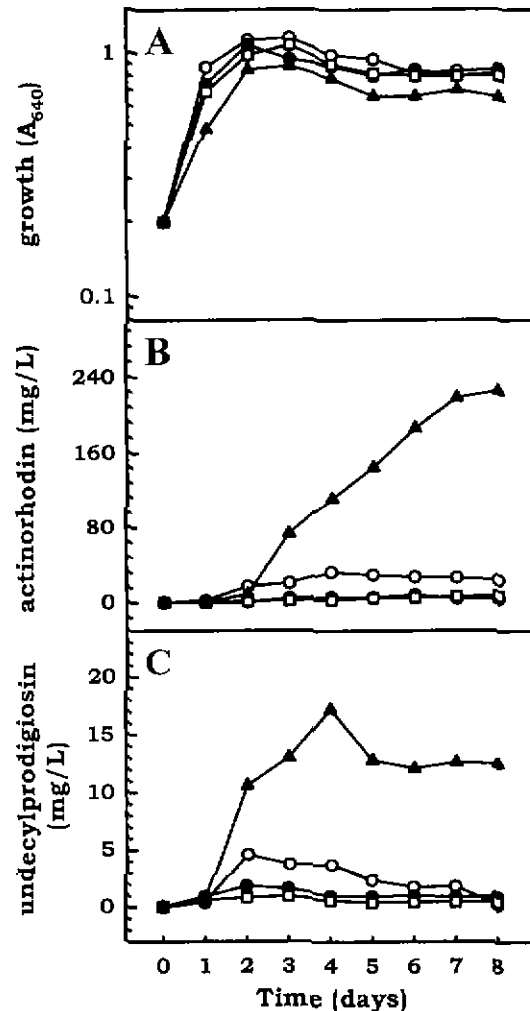 A
growth (A640)
1
0.1
B
actinorhodin (mg/L)
240
160
80
0
C
undecylprodigiosin
(mg/L)
20
15
10
5
0
0 1 2 3 4 5 6 7 8
Time (days)